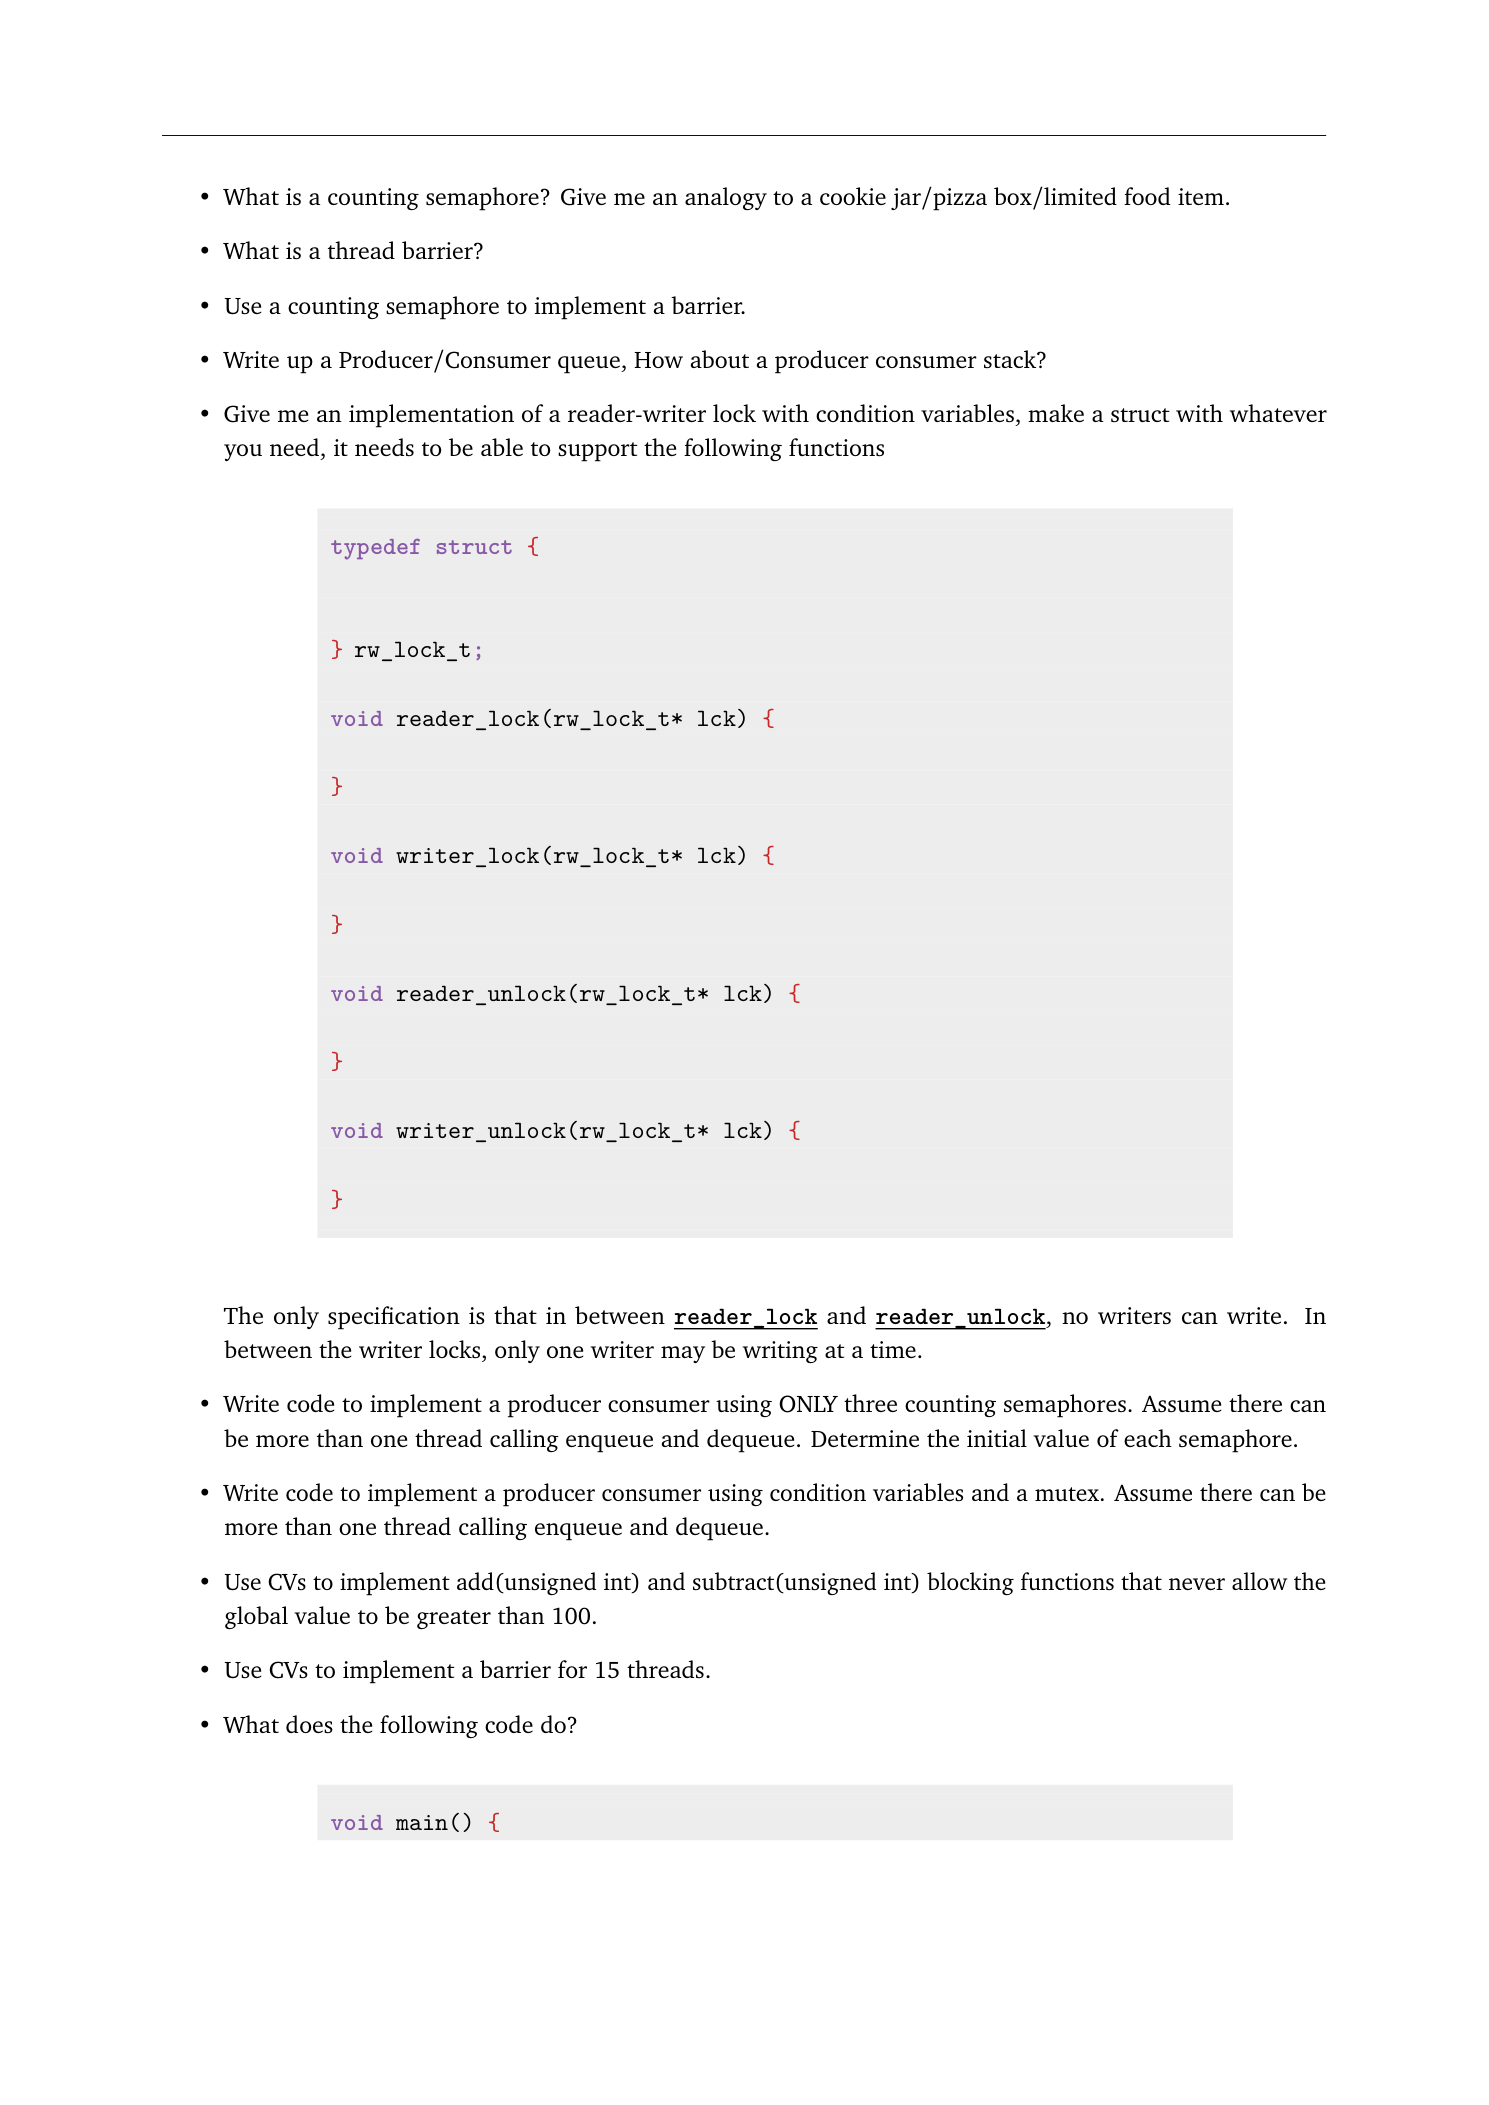 • What is a counting semaphore? Give me an analogy to a cookie jar/pizza box/limited food item.
• What is a thread barrier?
• Use a counting semaphore to implement a barrier.
• Write up a Producer/Consumer queue, How about a producer consumer stack?
• Give me an implementation of a reader-writer lock with condition variables, make a struct with whatever
you need, it needs to be able to support the following functions
typedef struct {
} rw_lock_t;
void reader_lock(rw_lock_t* lck) {
}
void writer_lock(rw_lock_t* lck) {
}
void reader_unlock(rw_lock_t* lck) {
}
void writer_unlock(rw_lock_t* lck) {
}
The only specification is that in between reader_lock and reader_unlock, no writers can write. In
between the writer locks, only one writer may be writing at a time.
• Write code to implement a producer consumer using ONLY three counting semaphores. Assume there can
be more than one thread calling enqueue and dequeue. Determine the initial value of each semaphore.
• Write code to implement a producer consumer using condition variables and a mutex. Assume there can be
more than one thread calling enqueue and dequeue.
• Use CVs to implement add(unsigned int) and subtract(unsigned int) blocking functions that never allow the
global value to be greater than 100.
• Use CVs to implement a barrier for 15 threads.
• What does the following code do?
void main() {